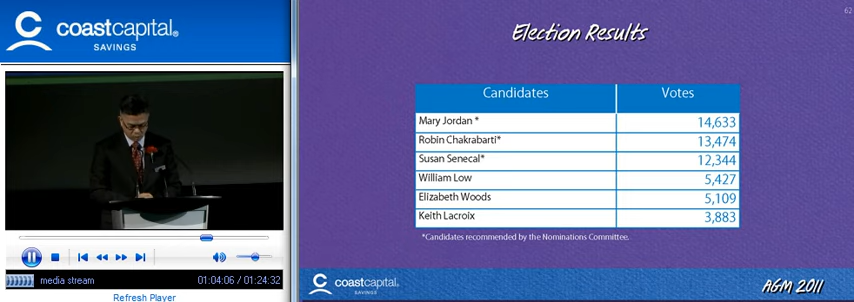 coastcapital®
SAVINGS
media stream
01:04:06 / 01:24:32
Refresh Player
62
Election Results
Candidates Votes
Mary Jordan * 14,633
Robin Chakrabarti* 13,474
Susan Senecal* 12,344
William Low 5,427
Elizabeth Woods 5,109
Keith Lacroix 3,883
*Candidates recommended by the Nominations Committee.
coastcapital®
SAVINGS
AGM 2011